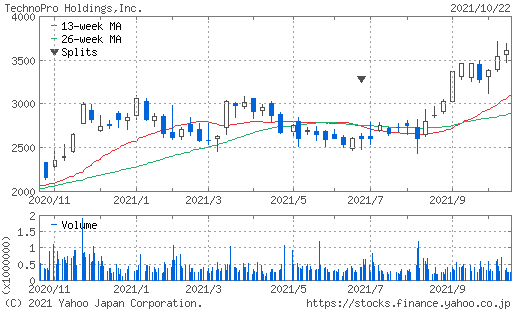 TechnoPro Holdings,Inc. 2021/10/22
13-week MA
26-week MA
Splits
4000
3500
3000
2500
2000
2020/11 2021/1 2021/3 2021/5 2021/7 2021/9
2
1.5
1
0.5
0
(x1000000)
Volume
2020/11 2021/1 2021/3 2021/5 2021/7 2021/9
(C) 2021 Yahoo Japan Corporation. https://stocks.finance.yahoo.co.jp/